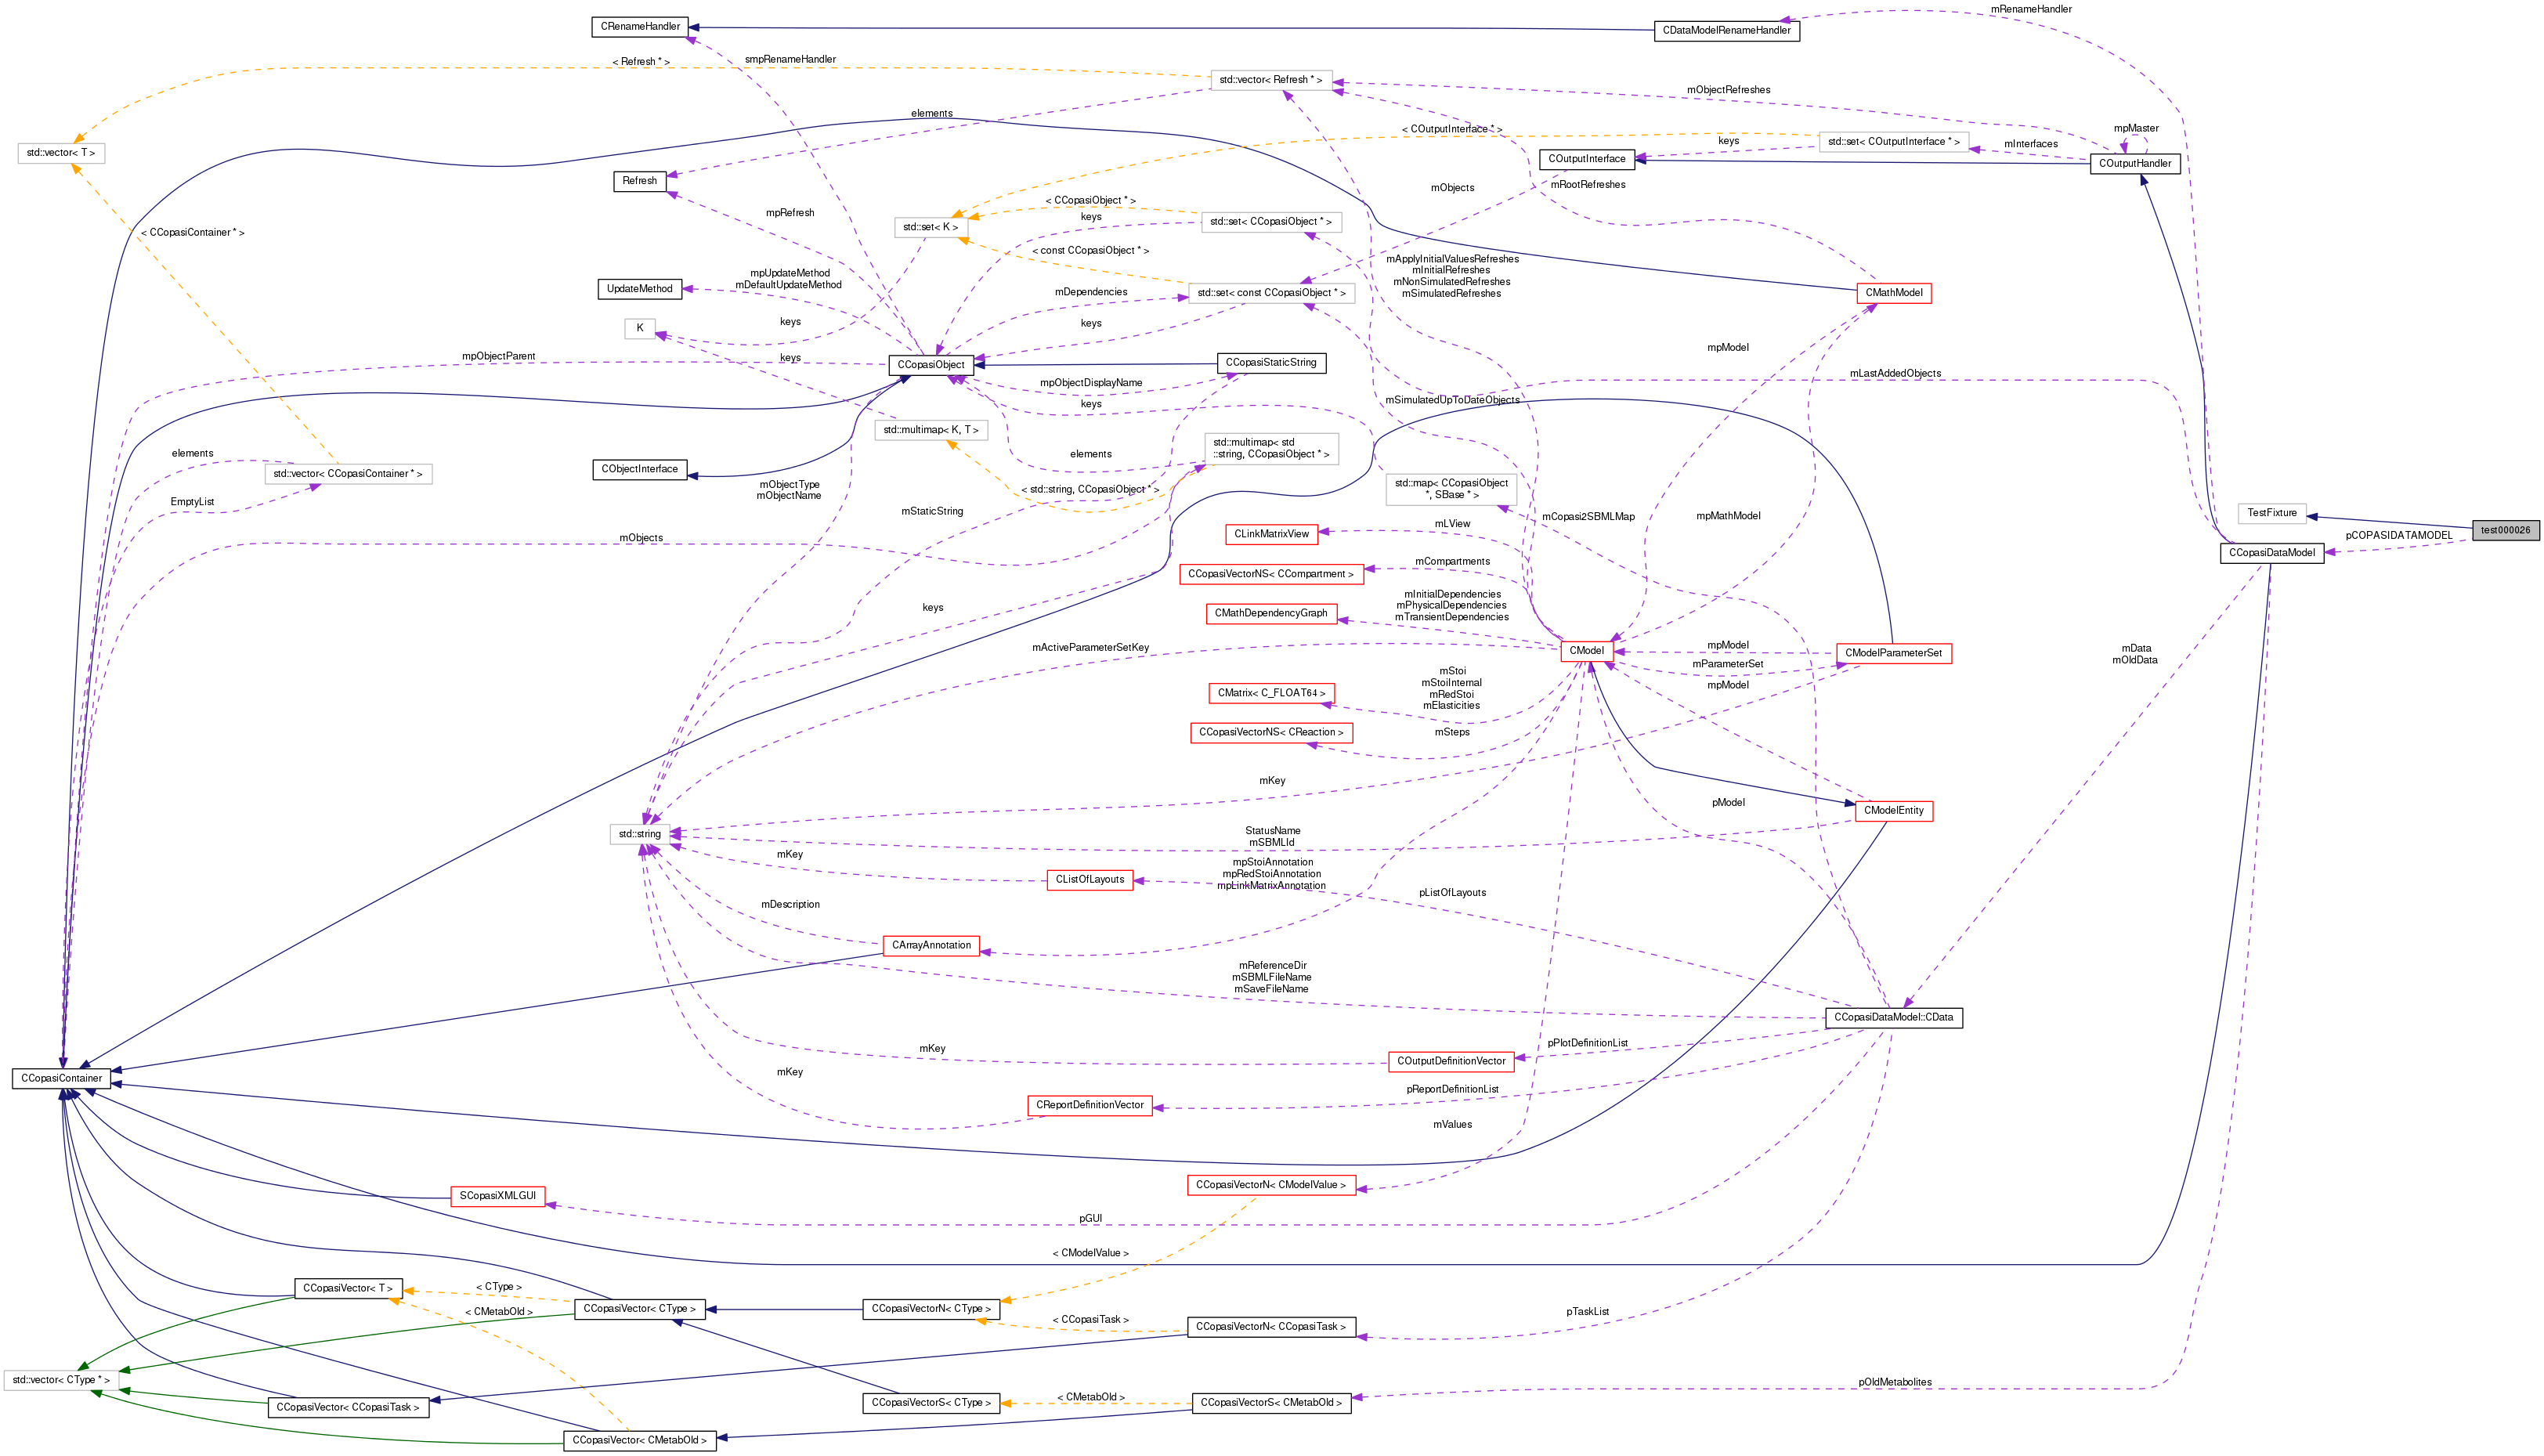 mRenameHandler
CRenameHandler
CDataModelRenameHandler
smpRenameHandler
< Refresh * >
std::vector< Refresh * >
mObjectRefreshes
elements
< COutputInterface * >
mpMaster
std::set< COutputInterface * >
keys
mInterfaces
std::vector< T >
COutputInterface
COutputHandler
Refresh
mObjects
mRootRefreshes
< CCopasiObject * >
mpRefresh
keys
std::set< CCopasiObject * >
std::set< K >
< CCopasiContainer * >
< const CCopasiObject * >
mApplyInitialValuesRefreshes
mInitialRefreshes
mNonSimulatedRefreshes
mSimulatedRefreshes
mpUpdateMethod
mDefaultUpdateMethod
UpdateMethod
mDependencies
std::set< const CCopasiObject * >
CMathModel
K
keys
keys
mpModel
mpObjectParent
keys
CCopasiObject
CCopasiStaticString
mpObjectDisplayName
mLastAddedObjects
keys
mSimulatedUpToDateObjects
std::multimap< K, T >
std::multimap< std
::string, CCopasiObject * >
elements
elements
CObjectInterface
std::vector< CCopasiContainer * >
mObjectType
mObjectName
< std::string, CCopasiObject * >
std::map< CCopasiObject
*, SBase * >
EmptyList
mStaticString
mCopasi2SBMLMap
mpMathModel
TestFixture
test000026
pCOPASIDATAMODEL
mObjects
CLinkMatrixView
mLView
CCopasiDataModel
CCopasiVectorNS< CCompartment >
mCompartments
keys
CMathDependencyGraph
mInitialDependencies
mPhysicalDependencies
mTransientDependencies
mActiveParameterSetKey
CModel
mpModel
CModelParameterSet
mParameterSet
mData
mOldData
mpModel
CMatrix< C_FLOAT64 >
mStoi
mStoiInternal
mRedStoi
mElasticities
CCopasiVectorNS< CReaction >
mSteps
mKey
pModel
CModelEntity
std::string
StatusName
mSBMLId
mKey
mpStoiAnnotation
mpRedStoiAnnotation
mpLinkMatrixAnnotation
CListOfLayouts
pListOfLayouts
mDescription
CArrayAnnotation
mReferenceDir
mSBMLFileName
mSaveFileName
CCopasiDataModel::CData
mKey
pPlotDefinitionList
COutputDefinitionVector
CCopasiContainer
mKey
pReportDefinitionList
CReportDefinitionVector
mValues
SCopasiXMLGUI
CCopasiVectorN< CModelValue >
pGUI
< CModelValue >
CCopasiVector< T >
< CType >
CCopasiVector< CType >
CCopasiVectorN< CType >
< CMetabOld >
< CCopasiTask >
CCopasiVectorN< CCopasiTask >
pTaskList
std::vector< CType * >
pOldMetabolites
CCopasiVector< CCopasiTask >
CCopasiVectorS< CType >
< CMetabOld >
CCopasiVectorS< CMetabOld >
CCopasiVector< CMetabOld >